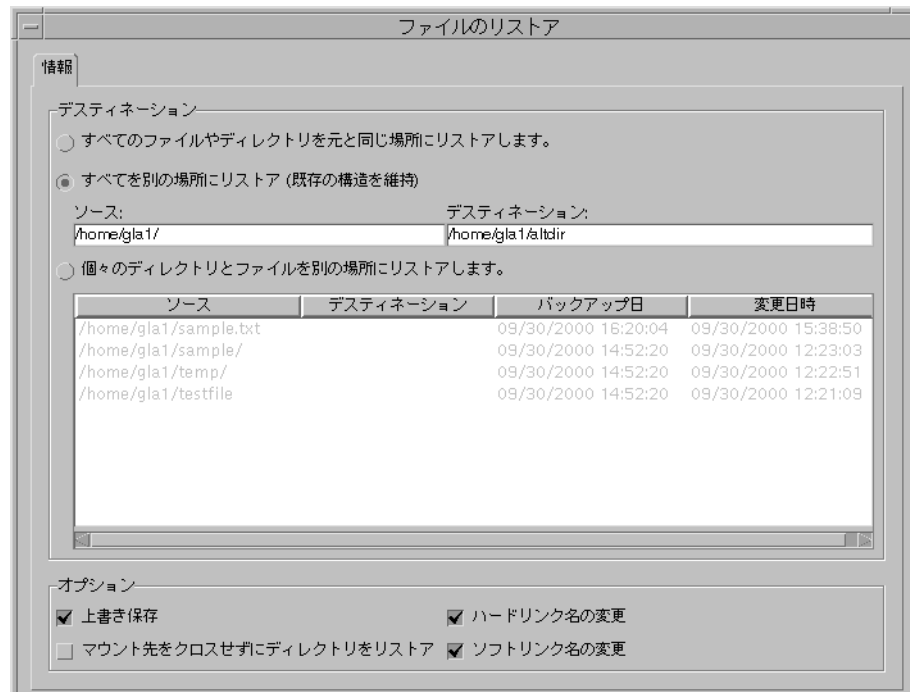 ファイルのリストア
情報
デスティネーション
すべてのファイルやディレクトリを元と同じ場所にリストアします。
すべてを別の場所にリストア (既存の構造を維持)
ソース: デスティネーション:
/home/gla1/ /home/gla1/altdir
個々のディレクトリとファイルを別の場所にリストアします。
ソース デスティネーション バックアップ日 変更日時
/home/gla1/sample.txt 09/30/2000 16:20:04 09/30/2000 15:38:50
/home/gla1/sample/ 09/30/2000 14:52:20 09/30/2000 12:23:03
/home/gla1/temp/ 09/30/2000 14:52:20 09/30/2000 12:22:51
/home/gla1/testfile 09/30/2000 14:52:20 09/30/2000 12:21:09
オプション
上書き保存 ハードリンク名の変更
マウント先をクロスせずにディレクトリをリストア ソフトリンク名の変更